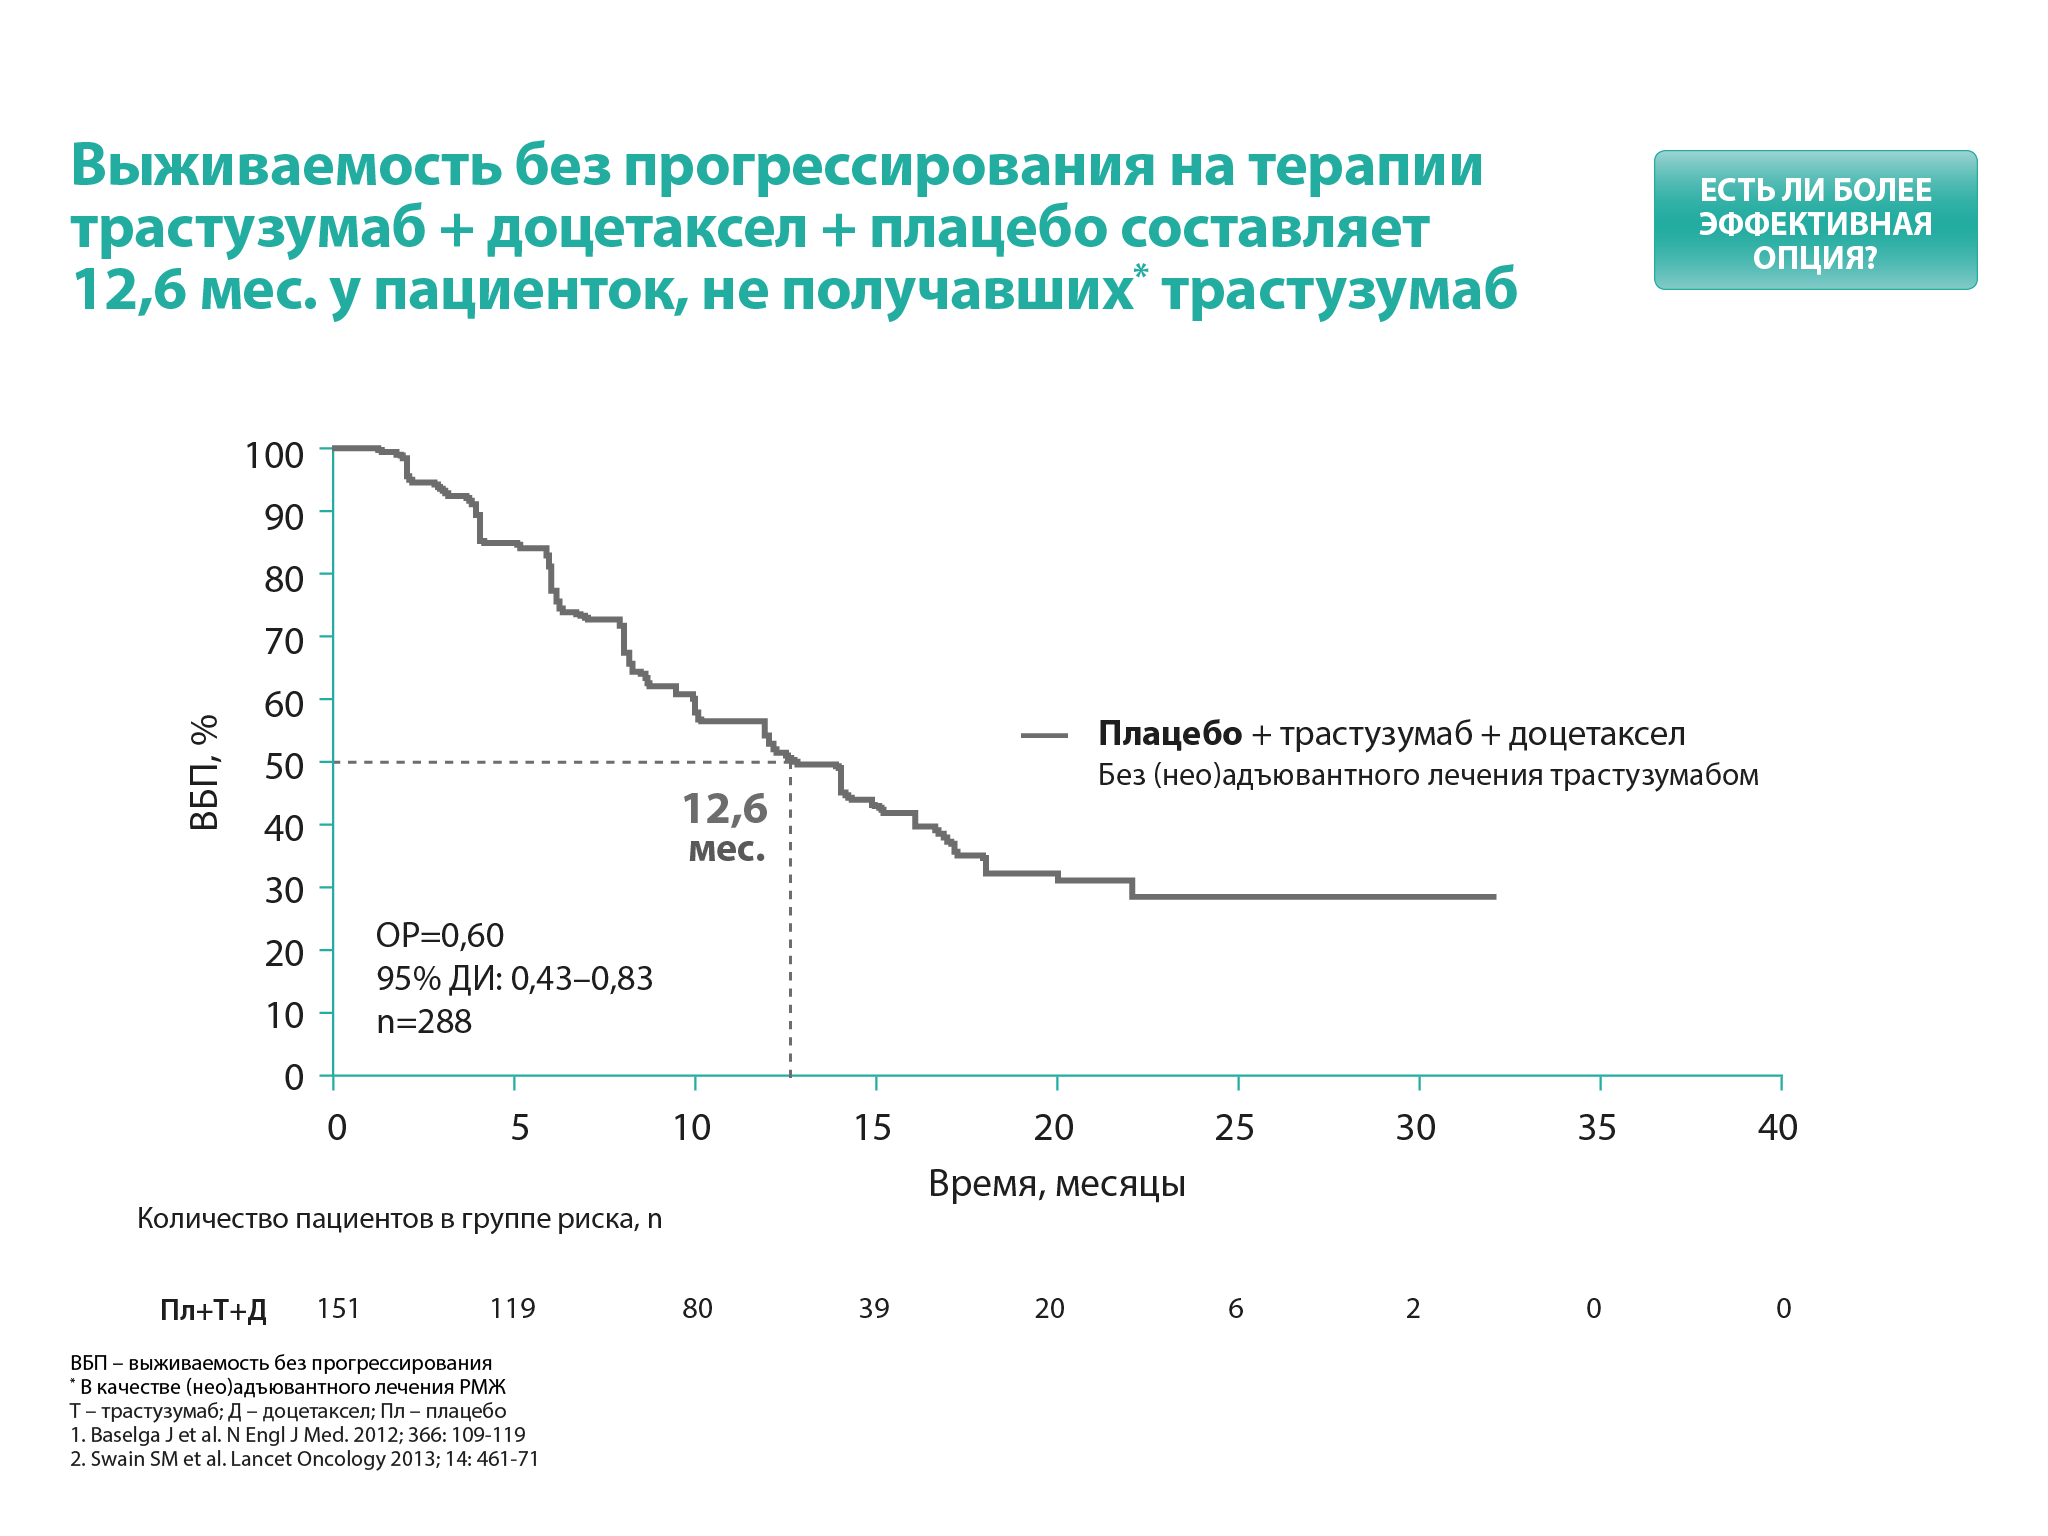 Выживаемость без прогрессирования на терапии
трастузумаб + доцетаксел + плацебо составляет
12,6 мес. у пациенток, не получавших* трастузумаб
ЕСТЬ ЛИ БОЛЕЕ
ЭФФЕКТИВНАЯ
ОПЦИЯ?
ВБП, %
100
90
80
70
60
50
40
30
20
10
0
12,6
мес.
Плацебо + трастузумаб + доцетаксел
Без (нео)адъювантного лечения трастузумабом
ОР=0,60
95% ДИ: 0,43–0,83
n=288
0 5 10 15 20 25 30 35 40
Время, месяцы
Количество пациентов в группе риска, n
Пл+Т+Д 151 119 80 39 20 6 2 0 0
ВБП – выживаемость без прогрессирования
* В качестве (нео)адъювантного лечения РМЖ
Т – трастузумаб; Д – доцетаксел; Пл – плацебо
1. Baselga J et al. N Engl J Med. 2012; 366: 109-119
2. Swain SM et al. Lancet Oncology 2013; 14: 461-71